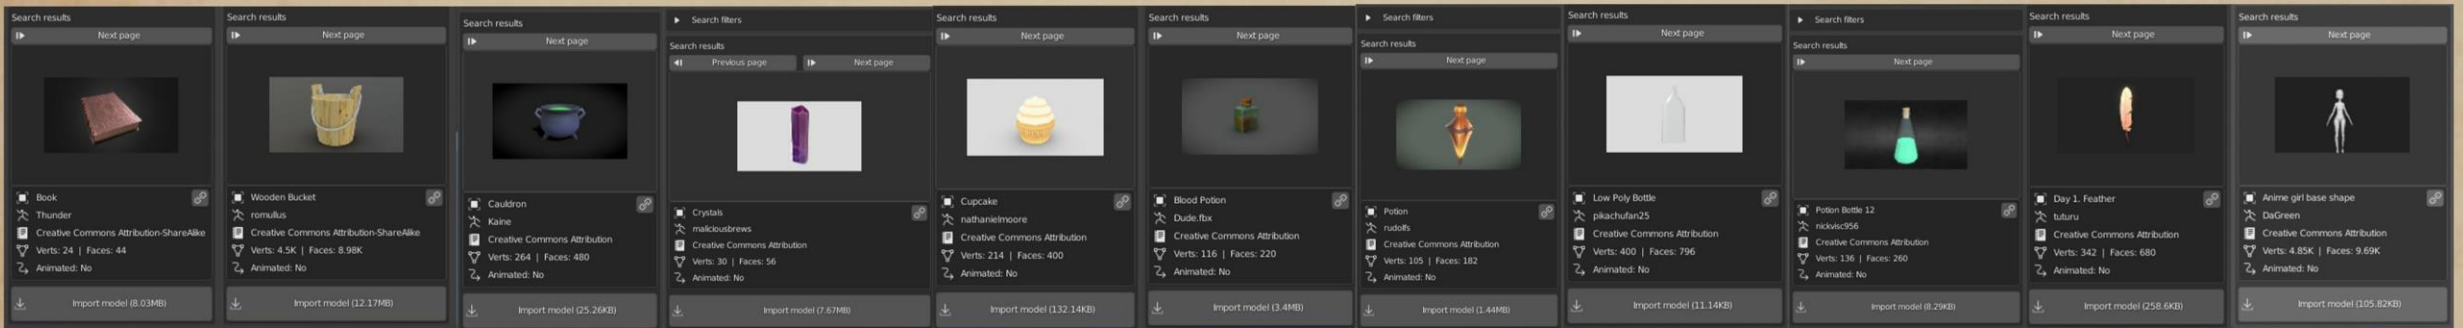 Search results
Next page
Book
Thunder
Creative Commons Attribution-ShareAlike
Verts: 24 | Faces: 44
Animated: No
Import model (8.03MB)
Search results
Next page
Wooden Bucket
romullus
Creative Commons Attribution-ShareAlike
Verts: 4.5K | Faces: 8.98K
Animated: No
Import model (12.17MB)
Search results
Next page
Cauldron
Kaine
Creative Commons Attribution
Verts: 264 | Faces: 480
Animated: No
Import model (25.26KB)
Search filters
Search results
Previous page
Next page
Crystals
maliciousbrews
Creative Commons Attribution
Verts: 30 | Faces: 56
Animated: No
Import model (7.67MB)
Search results
Next page
Cupcake
nathanielmoore
Creative Commons Attribution
Verts: 214 | Faces: 400
Animated: No
Import model (132.14KB)
Search results
Next page
Blood Potion
Dude.fbx
Creative Commons Attribution
Verts: 116 | Faces: 220
Animated: No
Import model (3.4MB)
Search filters
Search results
Next page
Potion
rudolfs
Creative Commons Attribution
Verts: 105 | Faces: 182
Animated: No
Import model (1.44MB)
Search results
Next page
Low Poly Bottle
pikachufan25
Creative Commons Attribution
Verts: 400 | Faces: 796
Animated: No
Import model (11.14KB)
Search filters
Search results
Next page
Potion Bottle 12
nickvisc956
Creative Commons Attribution
Verts: 136 | Faces: 260
Animated: No
Import model (8.29KB)
Search results
Next page
Day 1. Feather
tuturu
Creative Commons Attribution
Verts: 342 | Faces: 680
Animated: No
Import model (258.6KB)
Search results
Next page
Anime girl base shape
DaGreen
Creative Commons Attribution
Verts: 4.85K | Faces: 9.69K
Animated: No
Import model (105.82KB)